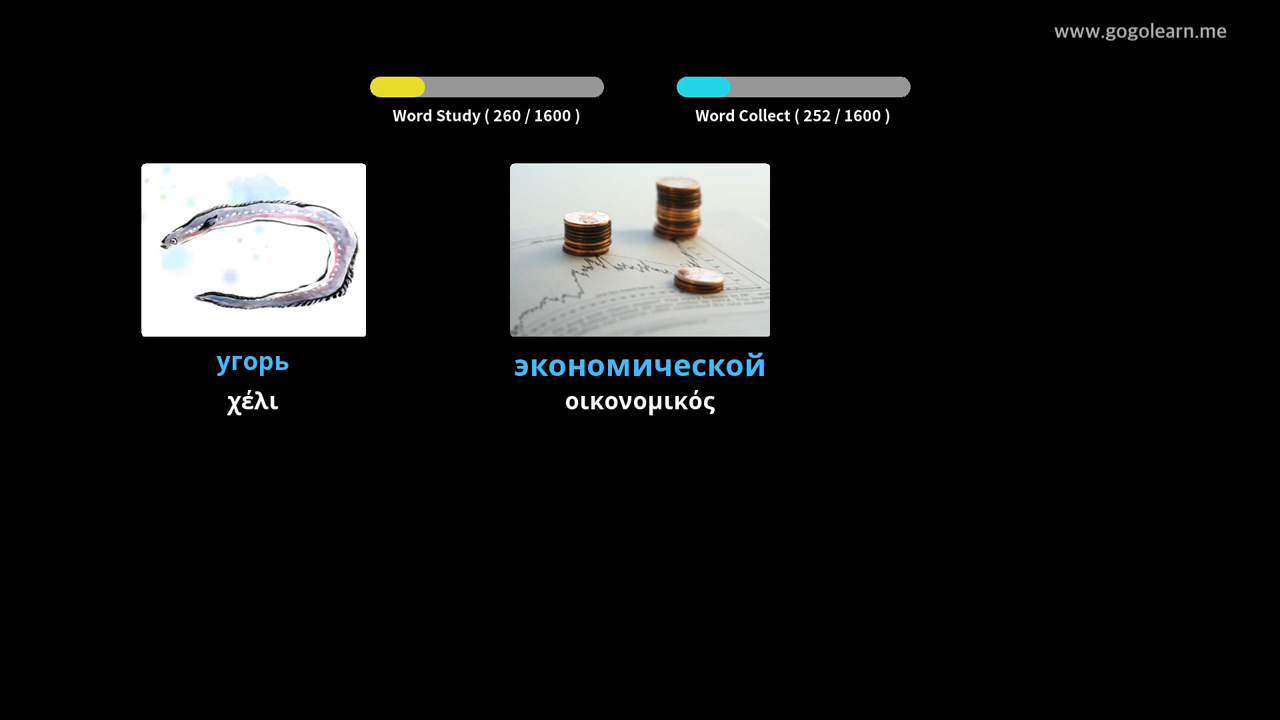 www.gogolearn.me
Word Study ( 260 / 1600 )
Word Collect ( 252 / 1600 )
угорь
χέλι
экономической
οικονομικός